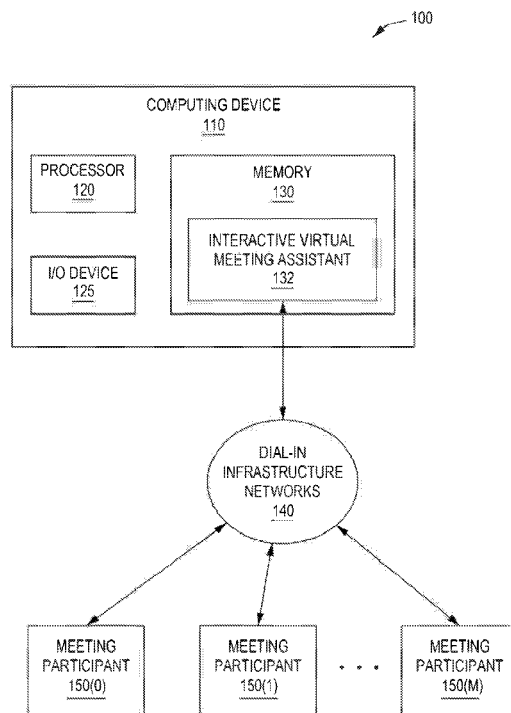 100
COMPUTING DEVICE
110
PROCESSOR
120
MEMORY
130
I/O DEVICE
125
INTERACTIVE VIRTUAL
MEETING ASSISTANT
132
DIAL-IN
INFRASTRUCTURE
NETWORKS
140
MEETING
PARTICIPANT
150(0)
MEETING
PARTICIPANT
150(1)
. . .
MEETING
PARTICIPANT
150(M)